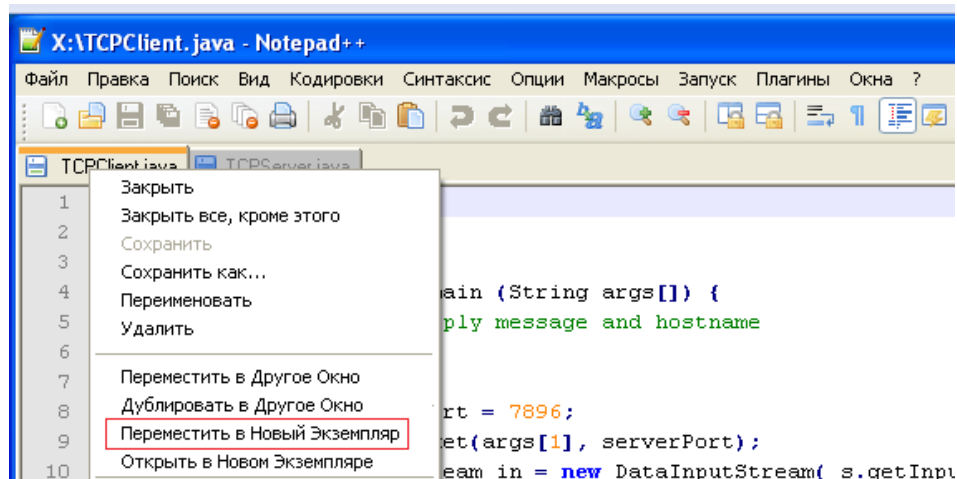 X:\TCPClient.java - Notepad++
Файл Правка Поиск Вид Кодировки Синтаксис Опции Макросы Запуск Плагины Окна ?
TCPClient.java TCPServer.java
Закрыть
1
Закрыть все, кроме этого
2
Сохранить
3
Сохранить как...
4 ain (String args[]) {
Переименовать
5 ply message and hostname
Удалить
6
7 Переместить в Другое Окно
8 Дублировать в Другое Окно rt = 7896;
9 Переместить в Новый Экземпляр et(args[1], serverPort);
10 Открыть в Новом Экземпляре eam in = new DataInputStream( s.getInpu